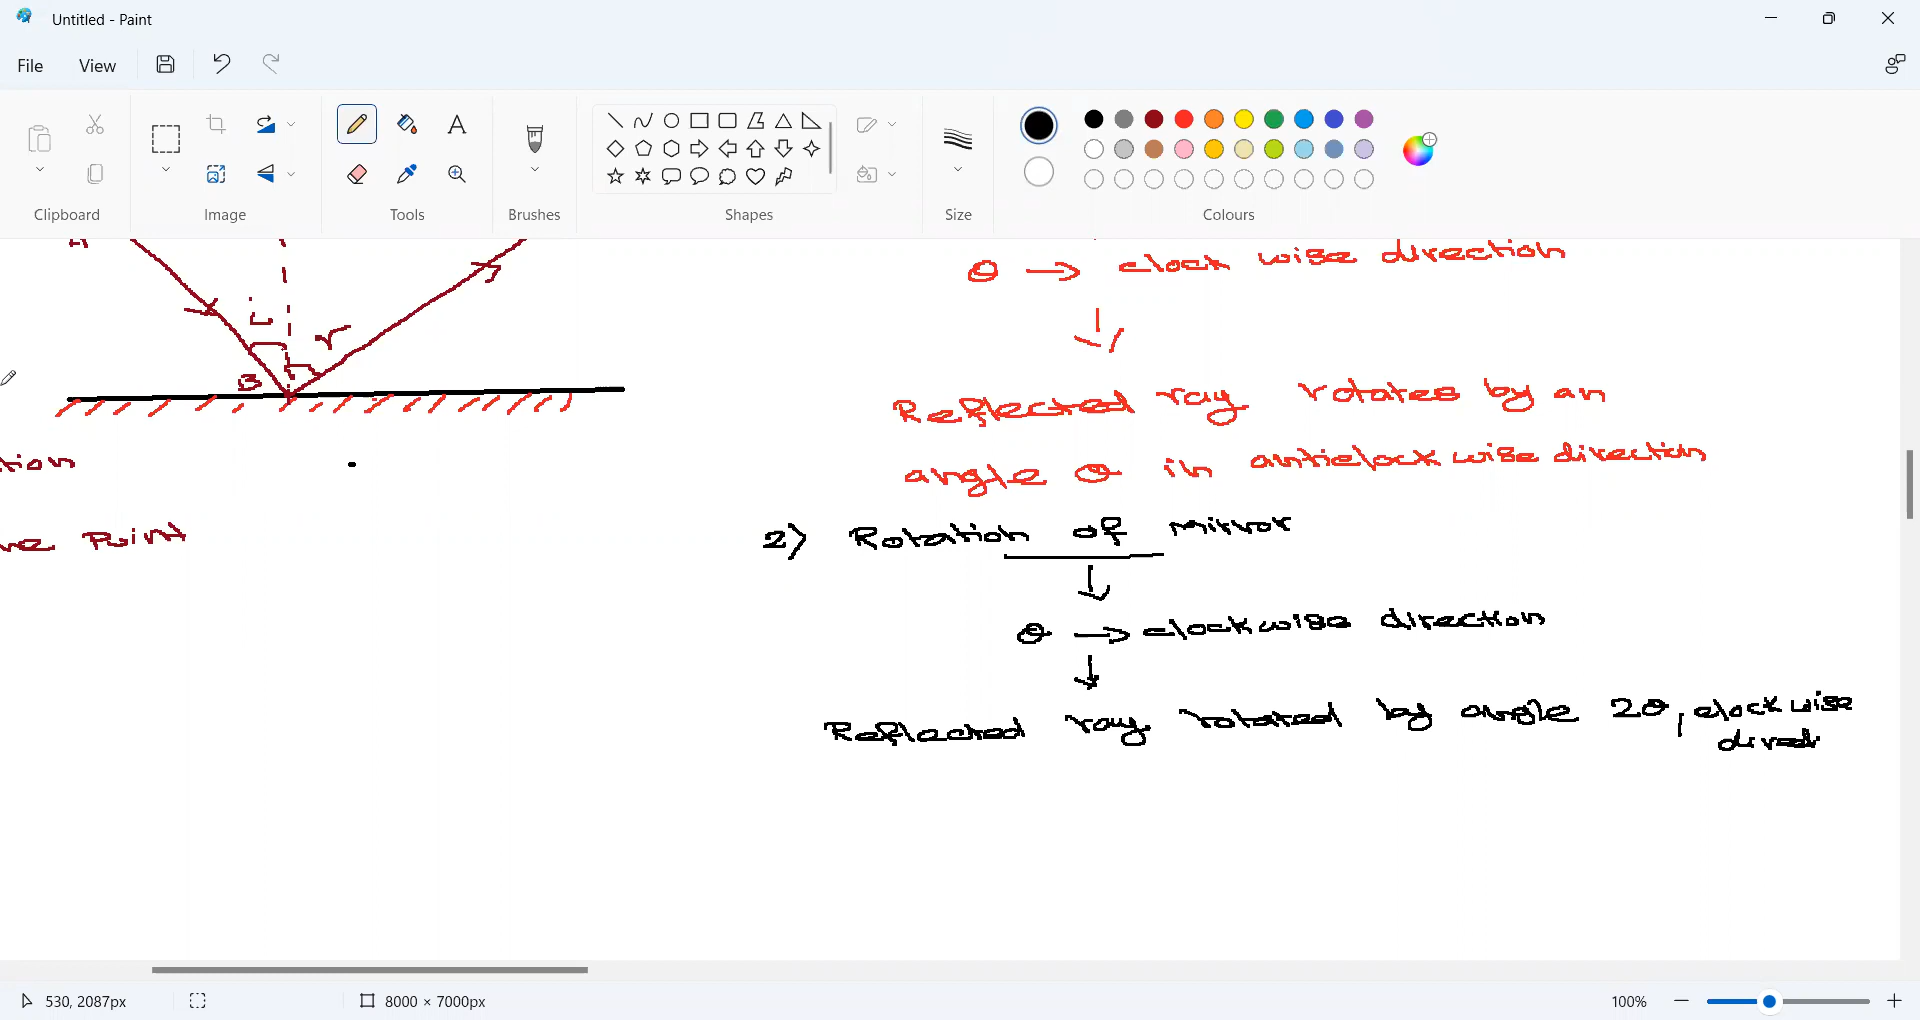 Untitled - Paint
File View
Clipboard Image Tools Brushes Shapes Size Colours
i r
B
θ → clock wise direction
Reflected ray rotates by an
angle θ in anticlock wise direction
2) Rotation of mirror
θ → clockwise direction
Reflected ray rotated by angle 2θ, clock wise
direct
tion
Point
530, 2087px 8000 × 7000px 100%